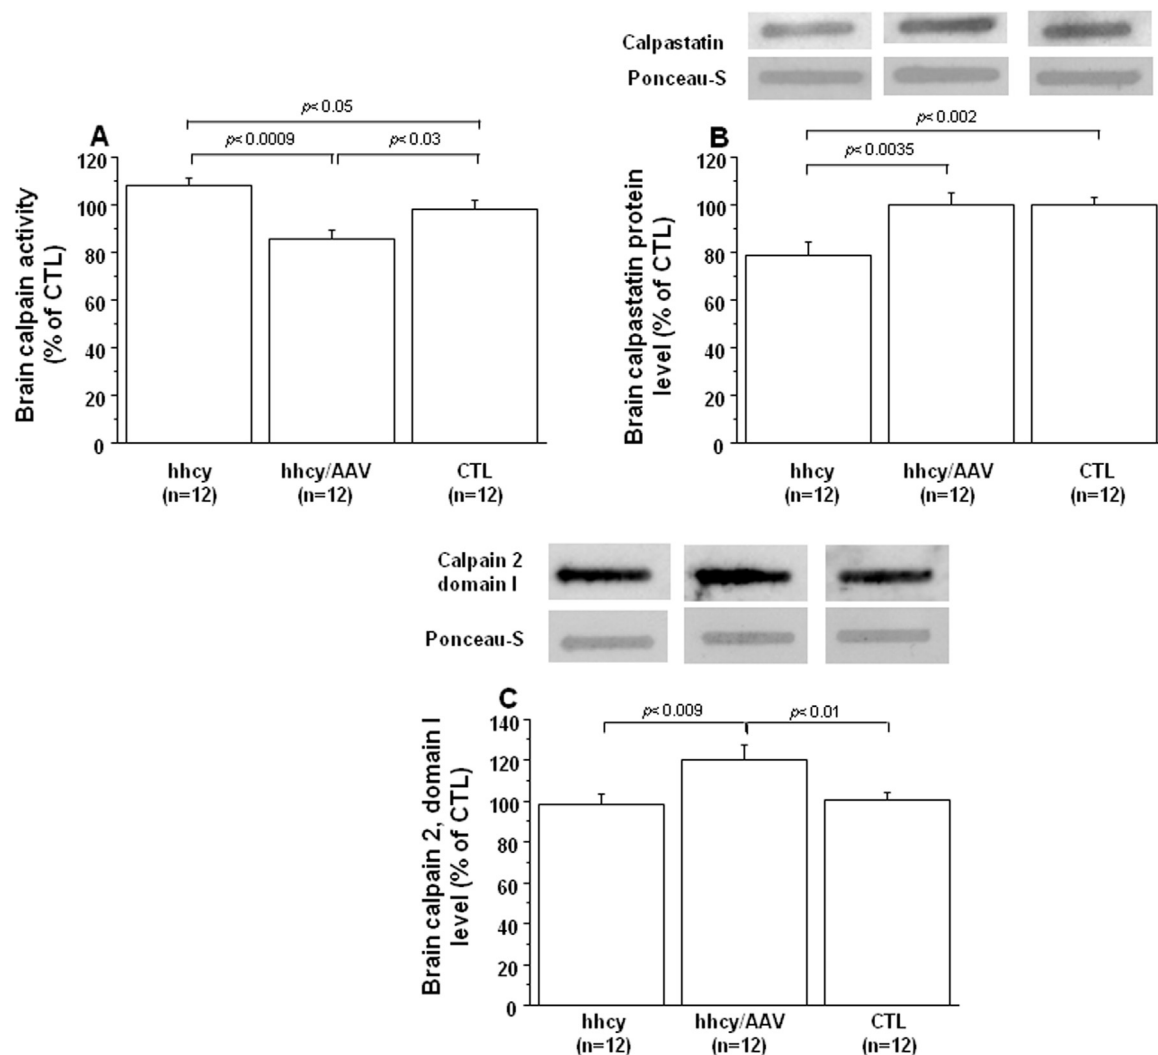 Calpastatin
Ponceau-S
A
p< 0.05
p< 0.0009
p< 0.03
Brain calpain activity
(% of CTL)
120
100
80
60
40
20
0
hhcy
(n=12)
hhcy/AAV
(n=12)
CTL
(n=12)
B
p< 0.002
p< 0.0035
Brain calpastatin protein
level (% of CTL)
120
100
80
60
40
20
0
hhcy
(n=12)
hhcy/AAV
(n=12)
CTL
(n=12)
Calpain 2
domain I
Ponceau-S
C
p< 0.009
p< 0.01
Brain calpain 2, domain I
level (% of CTL)
140
120
100
80
60
40
20
0
hhcy
(n=12)
hhcy/AAV
(n=12)
CTL
(n=12)